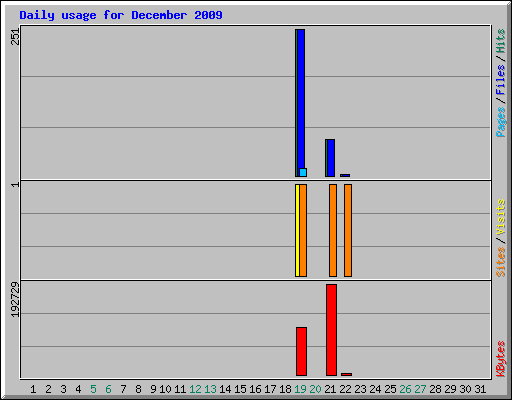 Daily usage for December 2009
251
Pages / Files / Hits
1
Sites / Visits
192729
KBytes
1 2 3 4 5 6 7 8 9 10 11 12 13 14 15 16 17 18 19 20 21 22 23 24 25 26 27 28 29 30 31